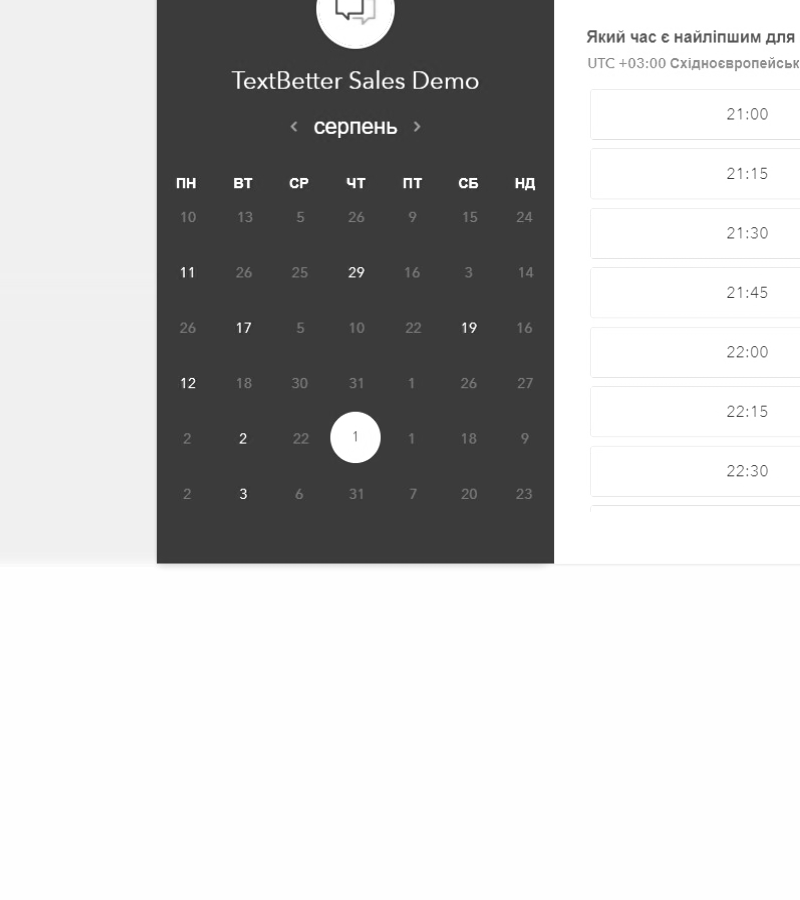 TextBetter Sales Demo
< серпень >
ПН ВТ СР ЧТ ПТ СБ НД
10 13 5 26 9 15 24
11 26 25 29 16 3 14
26 17 5 10 22 19 16
12 18 30 31 1 26 27
2 2 22 1 1 18 9
2 3 6 31 7 20 23
Який час є найліпшим для
UTC +03:00 Східноєвропейськ
21:00
21:15
21:30
21:45
22:00
22:15
22:30